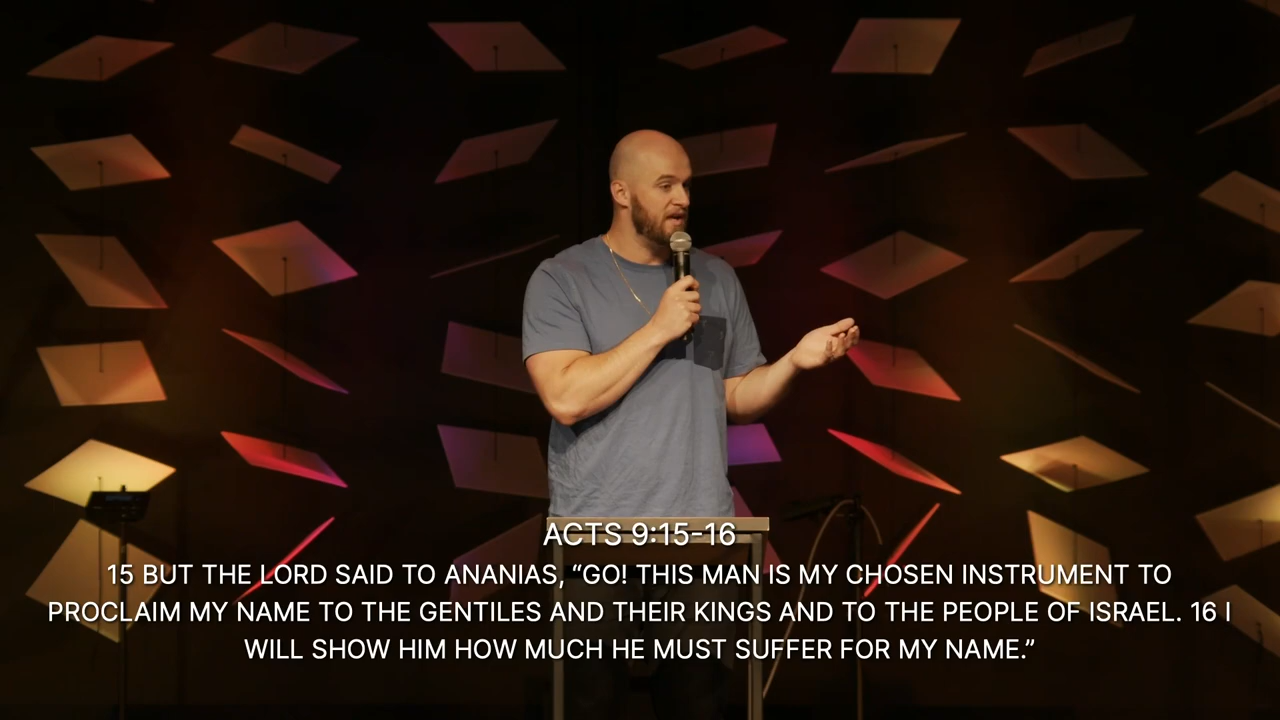 ACTS 9:15-16
15 BUT THE LORD SAID TO ANANIAS, “GO! THIS MAN IS MY CHOSEN INSTRUMENT TO
PROCLAIM MY NAME TO THE GENTILES AND THEIR KINGS AND TO THE PEOPLE OF ISRAEL. 16 I
WILL SHOW HIM HOW MUCH HE MUST SUFFER FOR MY NAME.”